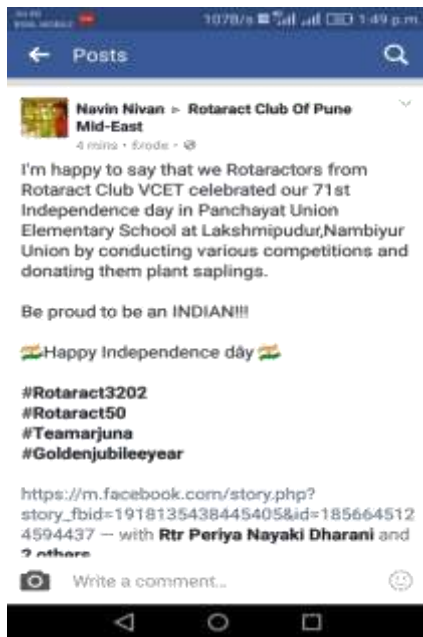 1078/s 1:49 p.m.
Posts
Navin Nivan ▸ Rotaract Club Of Pune
Mid-East
4 mins • Erode •
I'm happy to say that we Rotaractors from
Rotaract Club VCET celebrated our 71st
Independence day in Panchayat Union
Elementary School at Lakshmipudur,Nambiyur
Union by conducting various competitions and
donating them plant saplings.
Be proud to be an INDIAN!!!
Happy Independence dày
#Rotaract3202
#Rotaract50
#Teamarjuna
#Goldenjubileeyear
https://m.facebook.com/story.php?
story_fbid=1918135438445405&id=185664512
4594437 — with Rtr Periya Nayaki Dharani and
2 others
Write a comment...